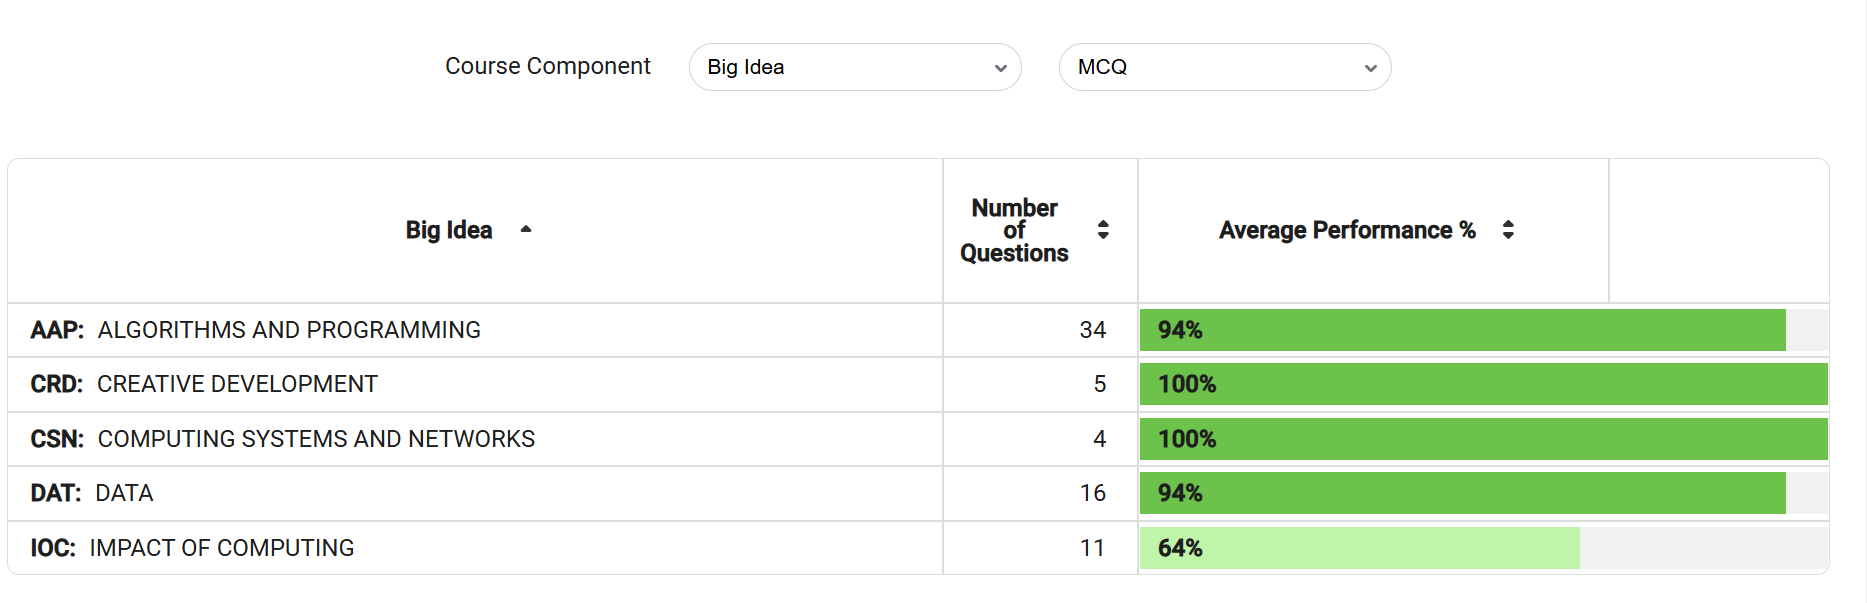 Course Component Big Idea MCQ
Big Idea Number of Questions Average Performance %
AAP: ALGORITHMS AND PROGRAMMING 34 94%
CRD: CREATIVE DEVELOPMENT 5 100%
CSN: COMPUTING SYSTEMS AND NETWORKS 4 100%
DAT: DATA 16 94%
IOC: IMPACT OF COMPUTING 11 64%